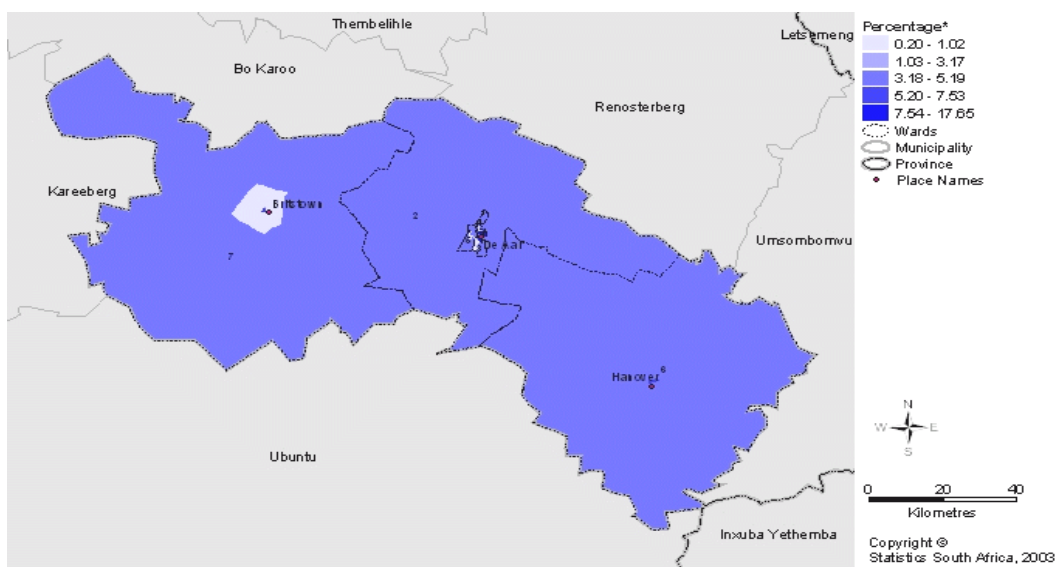 Thembelihle
Letsemeng
Bo Karoo
Renosterberg
Kareeberg
Britstown
2
Umsombomvu
De Aar
7
Hanover
6
Ubuntu
Inxuba Yethemba
Percentage*
0.20 - 1.02
1.03 - 3.17
3.18 - 5.19
5.20 - 7.53
7.54 - 17.65
Wards
Municipality
Province
Place Names
N
W E
S
0 20 40
Kilometres
Copyright ©
Statistics South Africa, 2003